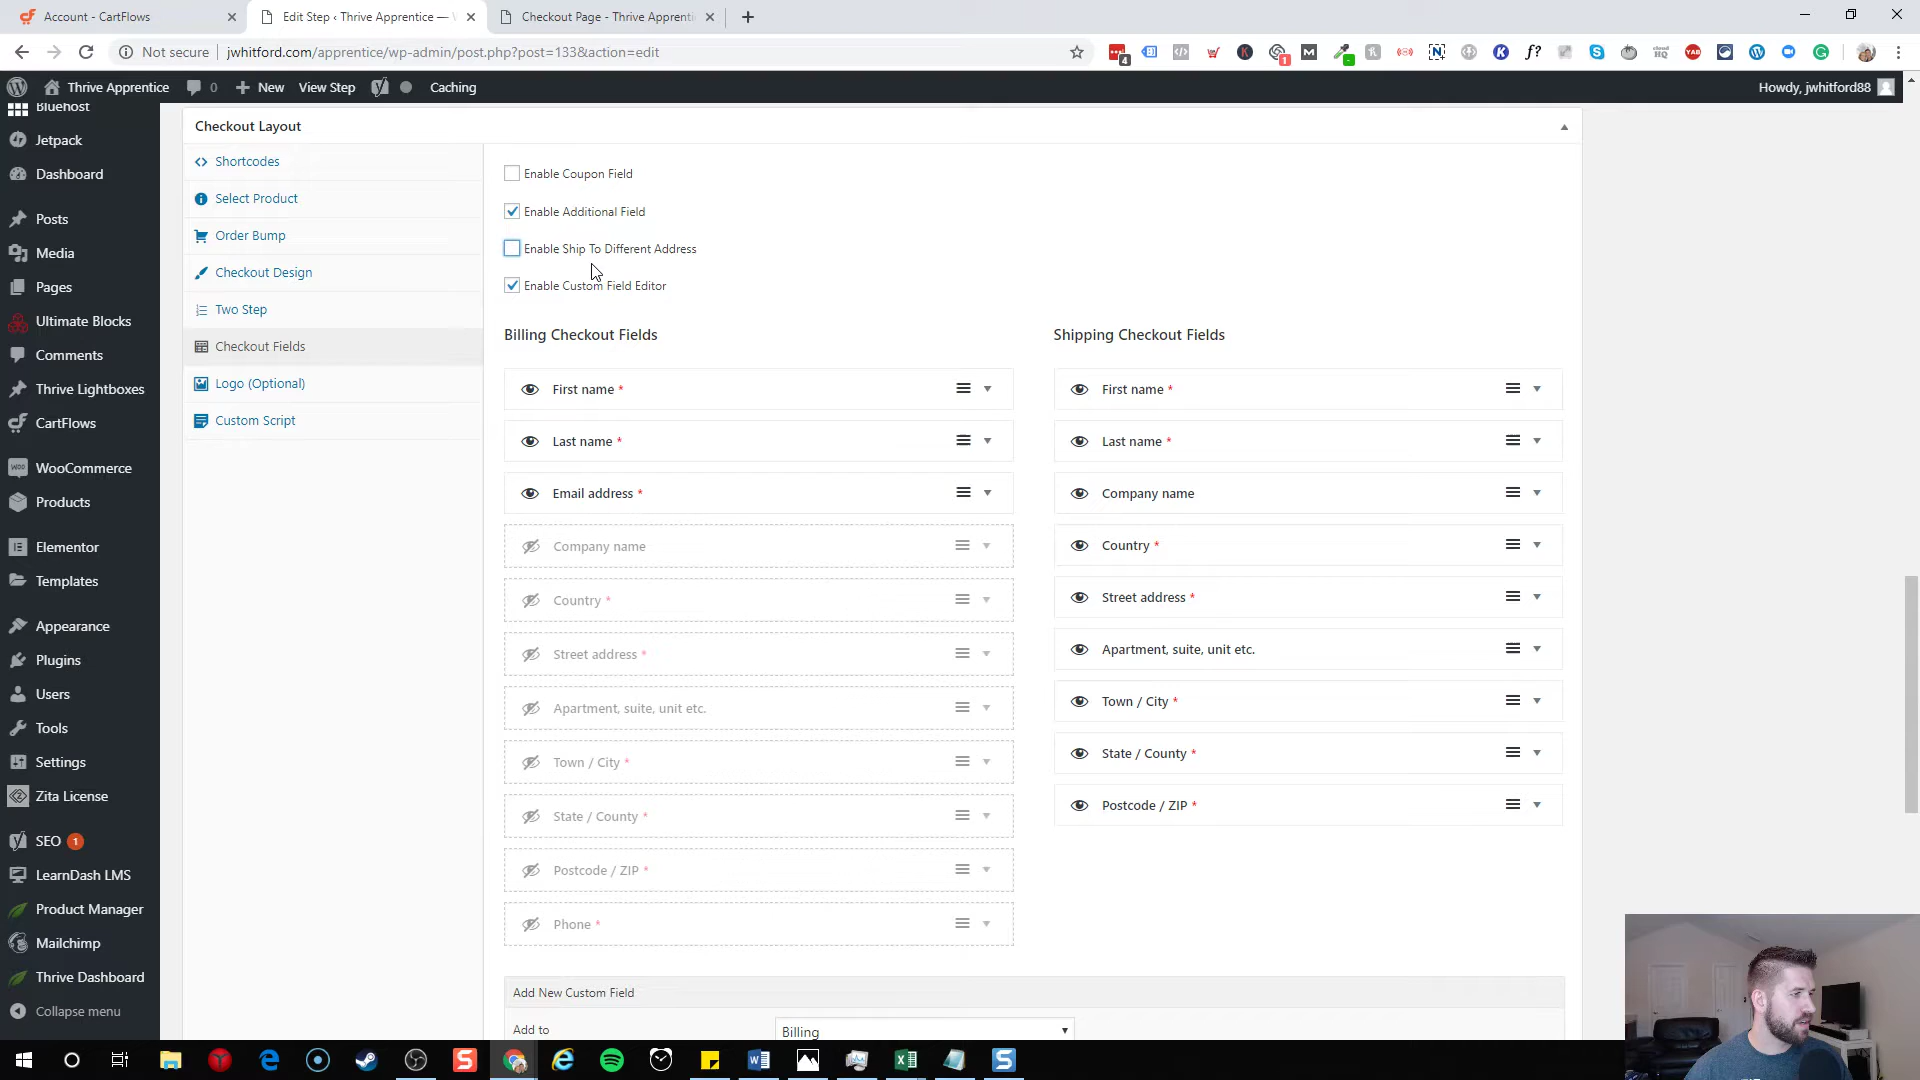 Account - CartFlows
Edit Step ‹ Thrive Apprentice —
Checkout Page - Thrive Apprenti
Not secure
jwhitford.com/apprentice/wp-admin/post.php?post=133&action=edit
Thrive Apprentice
0
New
View Step
Caching
Howdy, jwhitford88
Bluehost
Jetpack
Dashboard
Posts
Media
Pages
Ultimate Blocks
Comments
Thrive Lightboxes
CartFlows
WooCommerce
Products
Elementor
Templates
Appearance
Plugins
Users
Tools
Settings
Zita License
SEO 1
LearnDash LMS
Product Manager
Mailchimp
Thrive Dashboard
Collapse menu
Checkout Layout
Shortcodes
Select Product
Order Bump
Checkout Design
Two Step
Checkout Fields
Logo (Optional)
Custom Script
Enable Coupon Field
Enable Additional Field
Enable Ship To Different Address
Enable Custom Field Editor
Billing Checkout Fields
First name *
Last name *
Email address *
Company name
Country *
Street address *
Apartment, suite, unit etc.
Town / City *
State / County *
Postcode / ZIP *
Phone *
Shipping Checkout Fields
First name *
Last name *
Company name
Country *
Street address *
Apartment, suite, unit etc.
Town / City *
State / County *
Postcode / ZIP *
Add New Custom Field
Add to
Billing